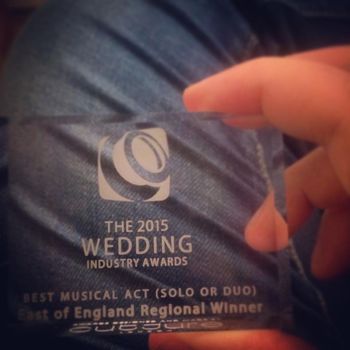 THE 2015
WEDDING
INDUSTRY AWARDS
BEST MUSICAL ACT (SOLO OR DUO)
East of England Regional Winner